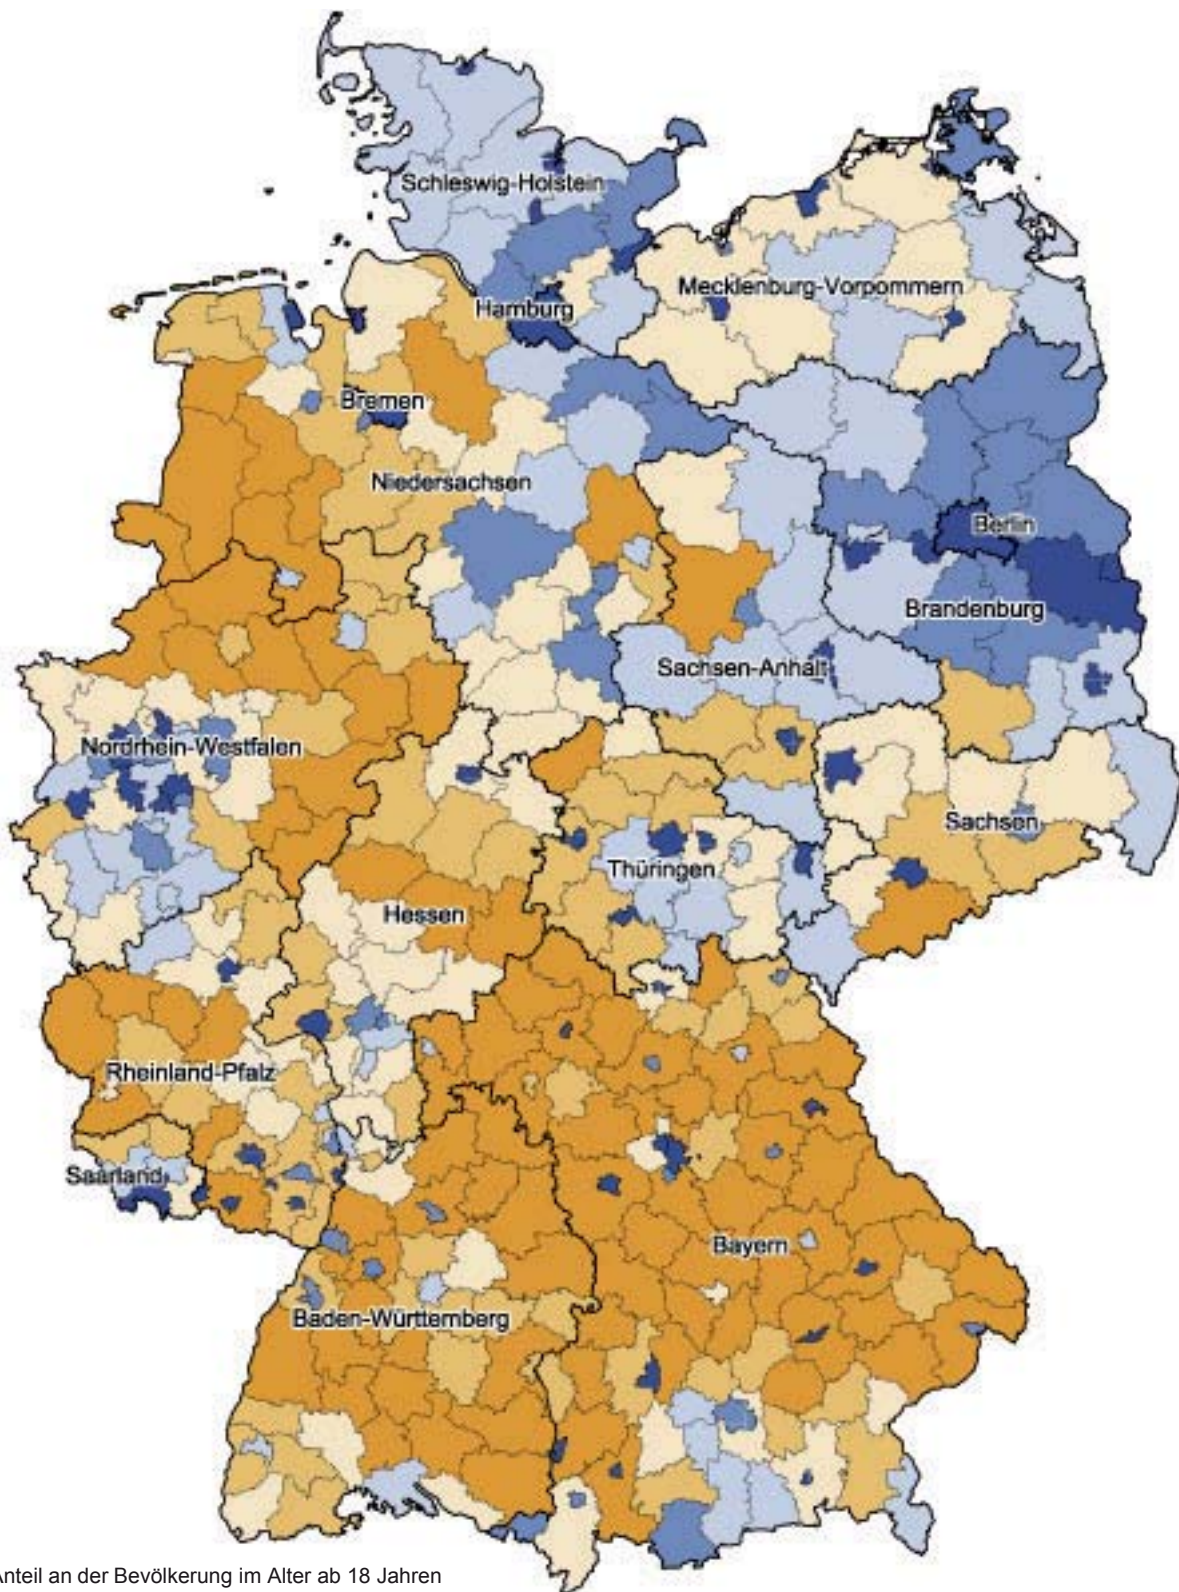 Schleswig-Holstein
Mecklenburg-Vorpommern
Hamburg
Bremen
Niedersachsen
Berlin
Brandenburg
Sachsen-Anhalt
Nordrhein-Westfalen
Sachsen
Thüringen
Hessen
Rheinland-Pfalz
Saarland
Bayern
Baden-Württemberg
Anteil an der Bevölkerung im Alter ab 18 Jahren